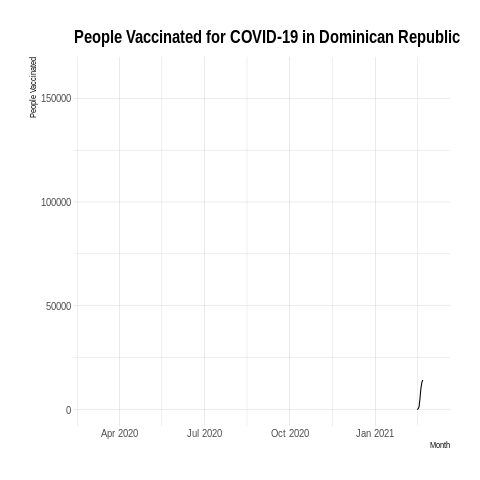 People Vaccinated for COVID-19 in Dominican Republic
People Vaccinated
150000
100000
50000
0
Apr 2020
Jul 2020
Oct 2020
Jan 2021
Month